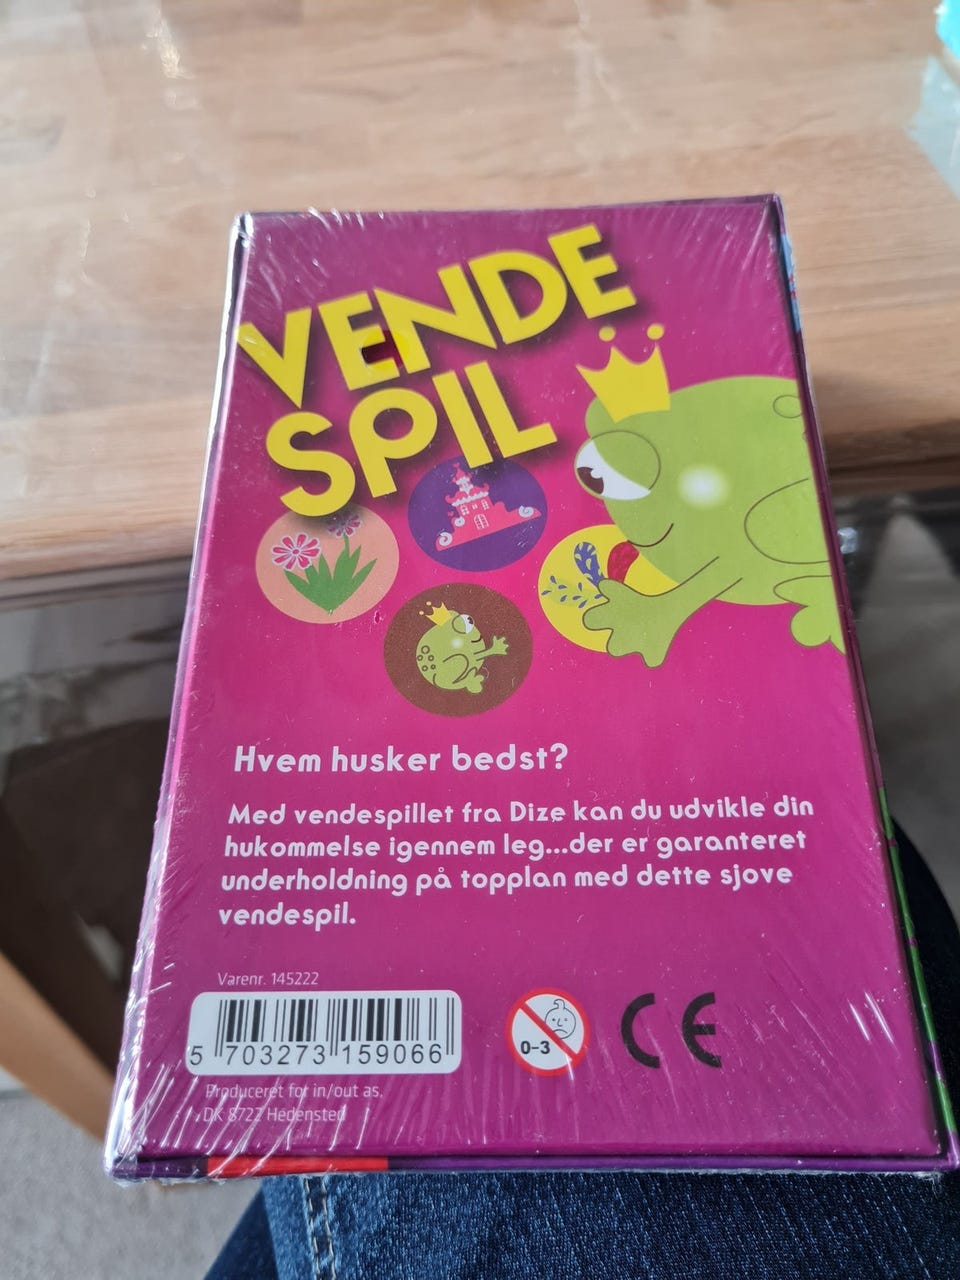 VENDE
SPIL
Hvem husker bedst?
Med vendespillet fra Dize kan du udvikle din
hukommelse igennem leg...der er garanteret
underholdning på topplan med dette sjove
vendespil.
Varenr. 145222
5 703273 159066
0-3
CE
Produceret for in/out as.
DK 8722 Hedensted